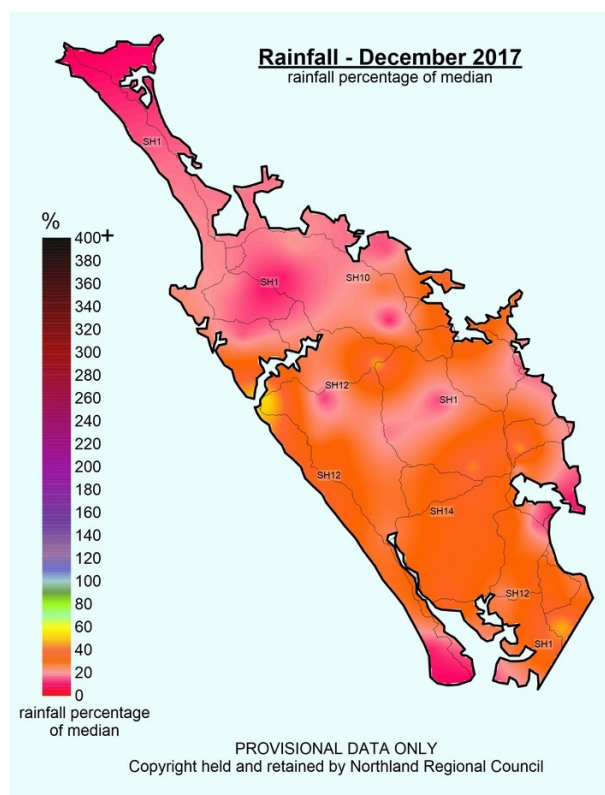 Rainfall - December 2017
rainfall percentage of median
SH1
%
400+
380
360
340
320
300
280
260
240
220
200
180
160
140
120
100
80
60
40
20
0
rainfall percentage
of median
SH1
SH10
SH12
SH1
SH12
SH14
SH12
SH1
PROVISIONAL DATA ONLY
Copyright held and retained by Northland Regional Council